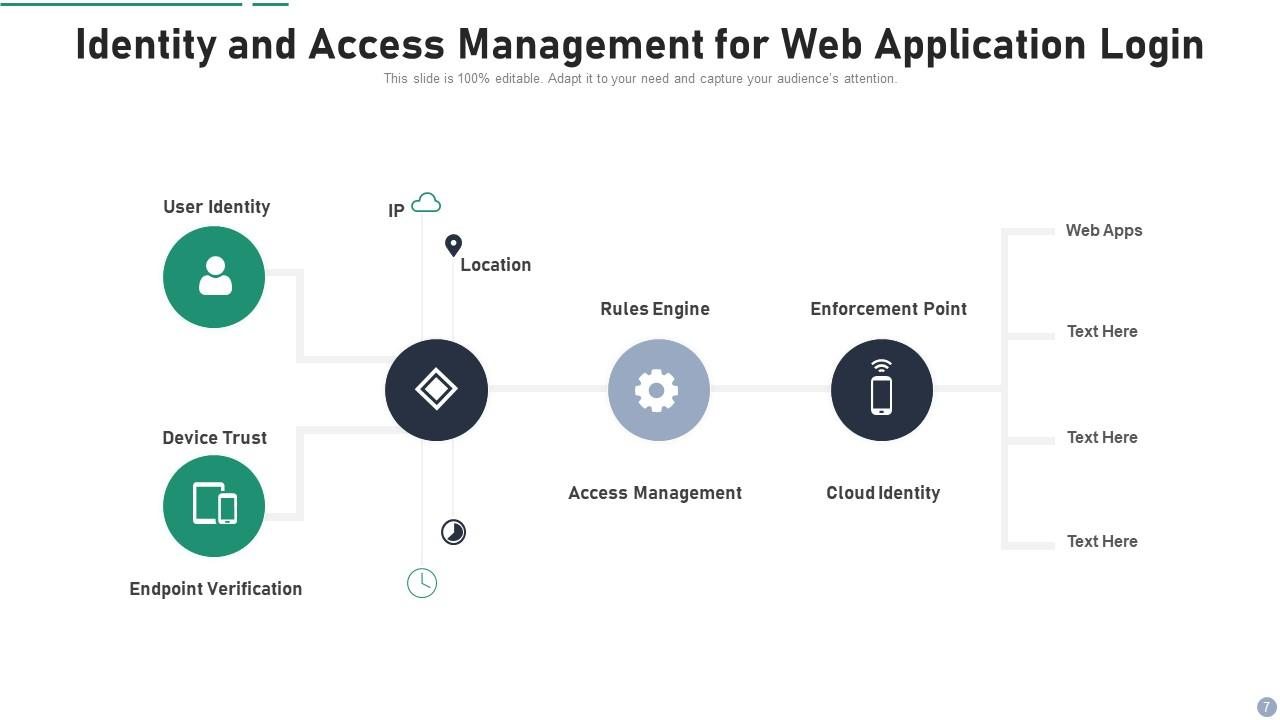 Identity and Access Management for Web Application Login
This slide is 100% editable. Adapt it to your need and capture your audience's attention.
User Identity
IP
Location
Web Apps
Rules Engine
Enforcement Point
Text Here
Device Trust
Text Here
Access Management
Cloud Identity
Text Here
Endpoint Verification
7